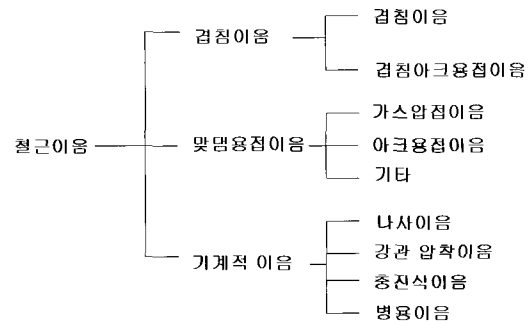 철근이음
겹침이음
겹침이음
겹침아크용접이음
맞댐용접이음
가스압접이음
아크용접이음
기타
기계적 이음
나사이음
강관 압착이음
충진식이음
병용이음